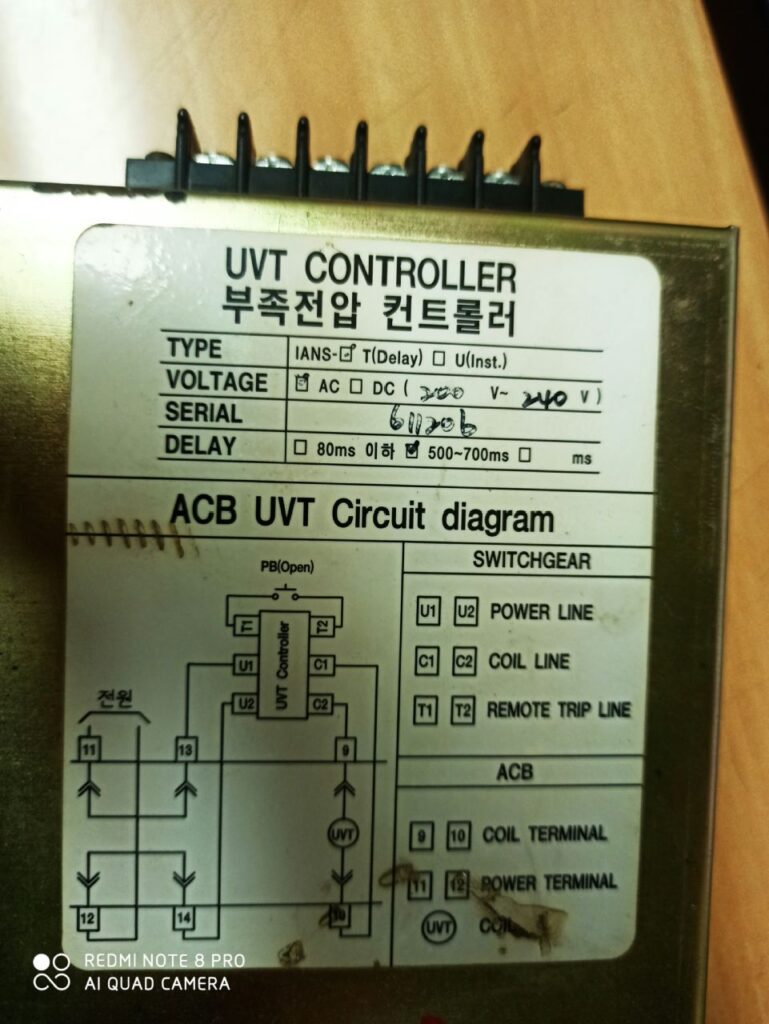 UVT CONTROLLER
부족전압 컨트롤러
TYPE IANS-☑ T(Delay) ☐ U(Inst.)
VOLTAGE ☑ AC ☐ DC ( 200 V~ 240 V )
SERIAL 611206
DELAY ☐ 80ms 이하 ☑ 500~700ms ☐ ms
ACB UVT Circuit diagram
PB(Open)
T1 T2
U1 UVT Controller C1
U2 C2
전원
11 13 9
UVT
12 14 10
SWITCHGEAR
U1 U2 POWER LINE
C1 C2 COIL LINE
T1 T2 REMOTE TRIP LINE
ACB
9 10 COIL TERMINAL
11 12 POWER TERMINAL
UVT COIL
REDMI NOTE 8 PRO
AI QUAD CAMERA